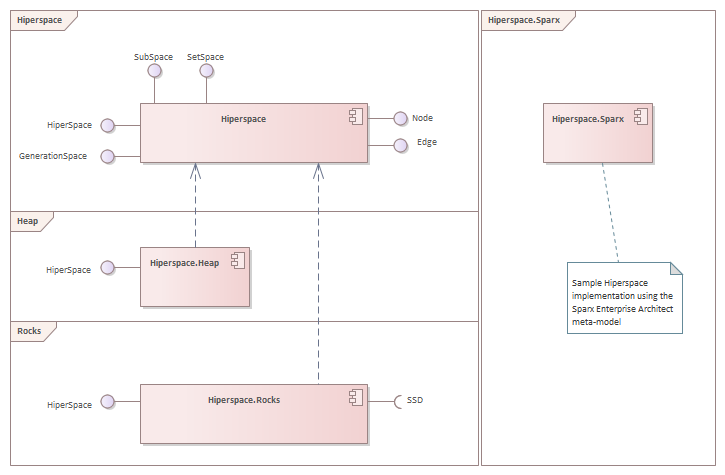 Hiperspace
Hiperspace.Sparx
SubSpace
SetSpace
HiperSpace
GenerationSpace
Hiperspace
Node
Edge
Hiperspace.Sparx
Heap
HiperSpace
Hiperspace.Heap
Sample Hiperspace
implementation using the
Sparx Enterprise Architect
meta-model
Rocks
HiperSpace
Hiperspace.Rocks
SSD